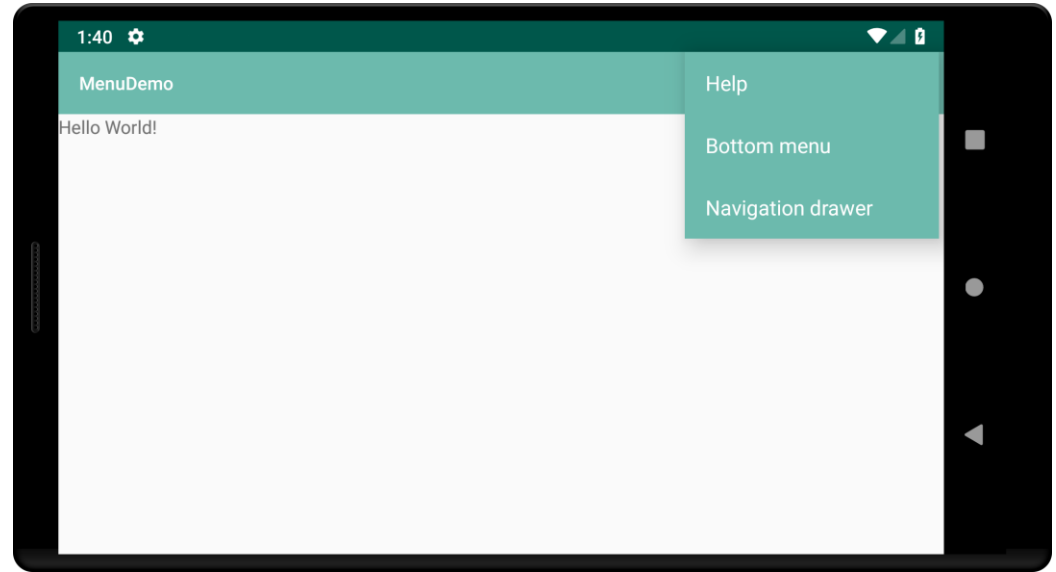 1:40
MenuDemo
Help
Hello World!
Bottom menu
Navigation drawer